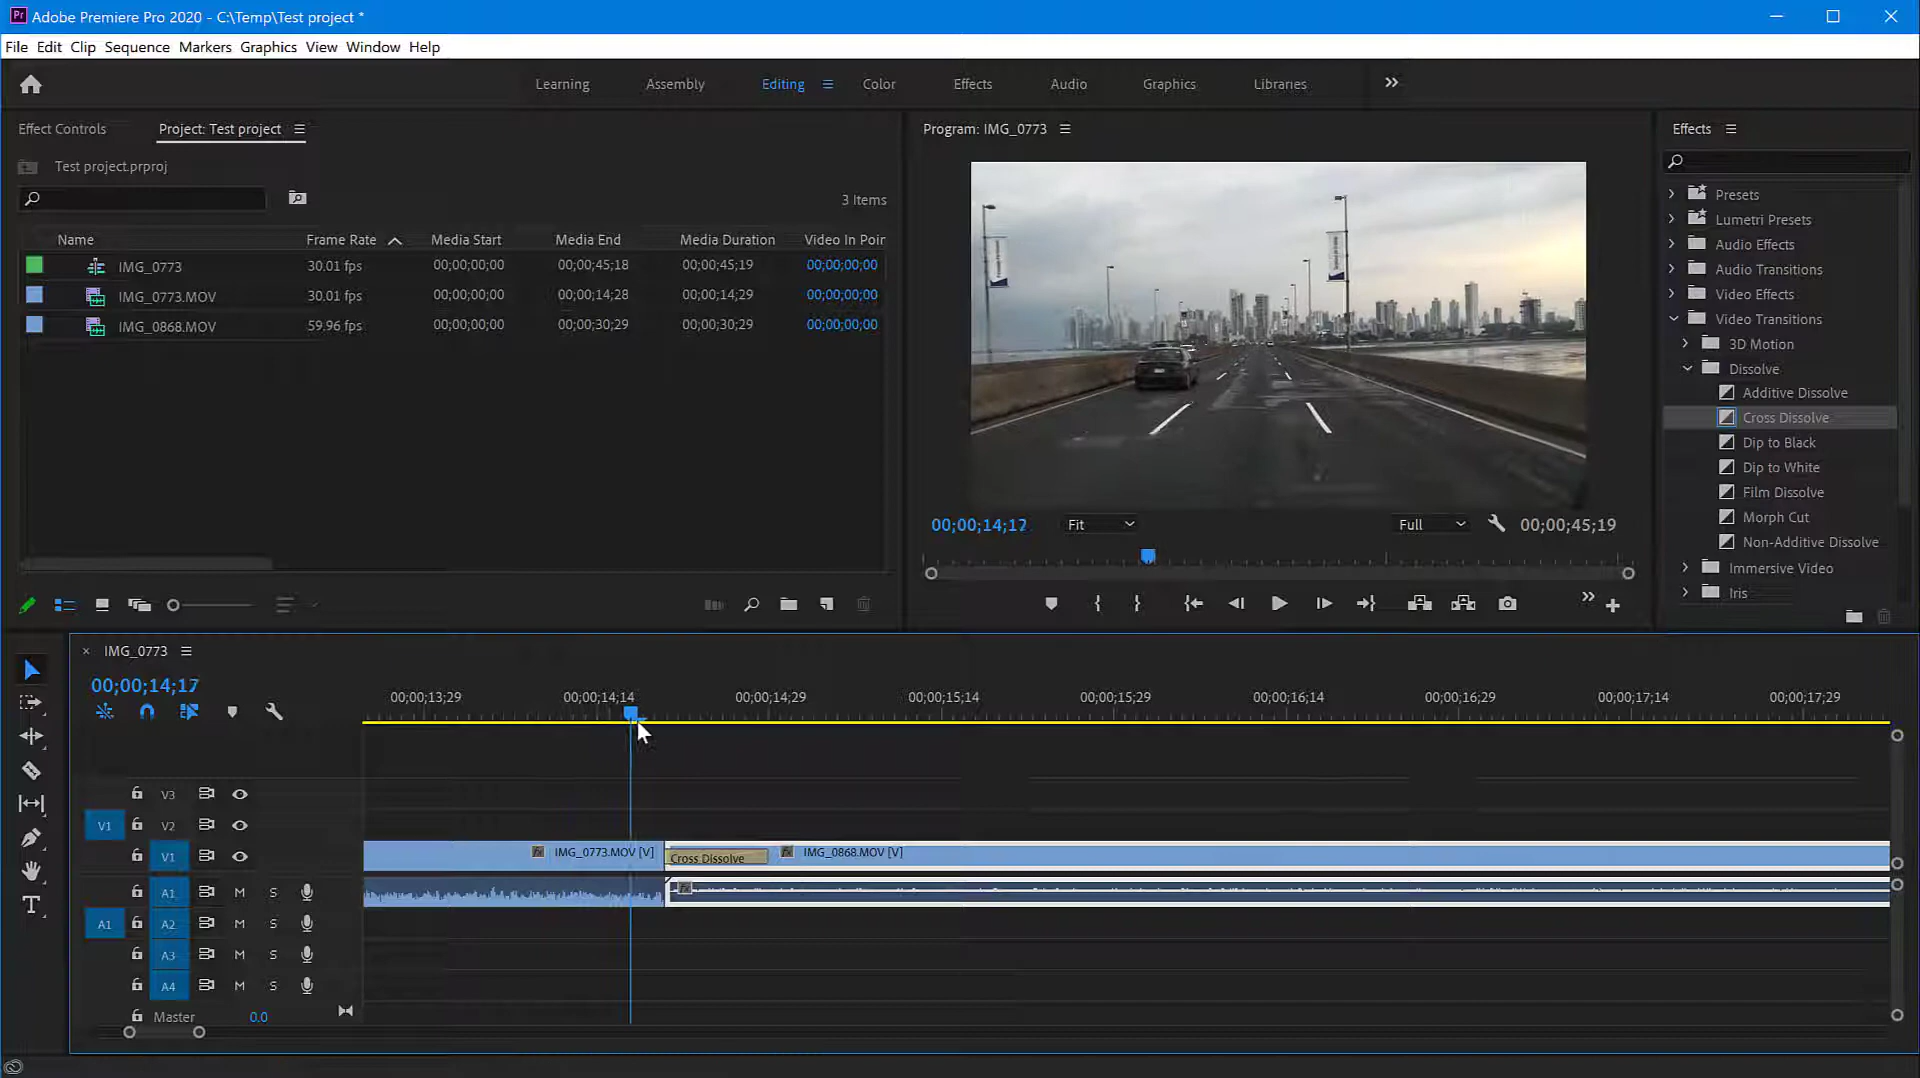 Pr Adobe Premiere Pro 2020 - C:\Temp\Test project *
File Edit Clip Sequence Markers Graphics View Window Help
Learning Assembly Editing Color Effects Audio Graphics Libraries
Effect Controls Project: Test project
Test project.prproj
3 Items
Name Frame Rate Media Start Media End Media Duration Video In Poin
IMG_0773 30.01 fps 00;00;00;00 00;00;45;18 00;00;45;19 00;00;00;00
IMG_0773.MOV 30.01 fps 00;00;00;00 00;00;14;28 00;00;14;29 00;00;00;00
IMG_0868.MOV 59.96 fps 00;00;00;00 00;00;30;29 00;00;30;29 00;00;00;00
Program: IMG_0773
00;00;14;17 Fit Full 00;00;45;19
Effects
Presets
Lumetri Presets
Audio Effects
Audio Transitions
Video Effects
Video Transitions
3D Motion
Dissolve
Additive Dissolve
Cross Dissolve
Dip to Black
Dip to White
Film Dissolve
Morph Cut
Non-Additive Dissolve
Immersive Video
Iris
IMG_0773
00;00;14;17
00;00;13;29 00;00;14;14 00;00;14;29 00;00;15;14 00;00;15;29 00;00;16;14 00;00;16;29 00;00;17;14 00;00;17;29
V3
V1 V2
V1 fx IMG_0773.MOV [V] Cross Dissolve fx IMG_0868.MOV [V]
A1 M S fx
A1 A2 M S
A3 M S
A4 M S
Master 0.0